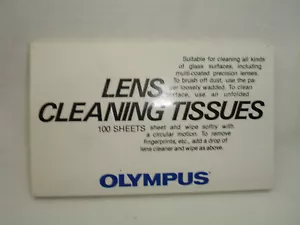 Suitable for cleaning all kinds
of glass surfaces, including
multi-coated precision lenses.
To brush off dust, use the pa-
per loosely wadded. To clean
surface, use an unfolded
LENS
CLEANING TISSUES
100 SHEETS
sheet and wipe softly with
a circular motion. To remove
fingerprints, etc., add a drop of
lens cleaner and wipe as above.
OLYMPUS